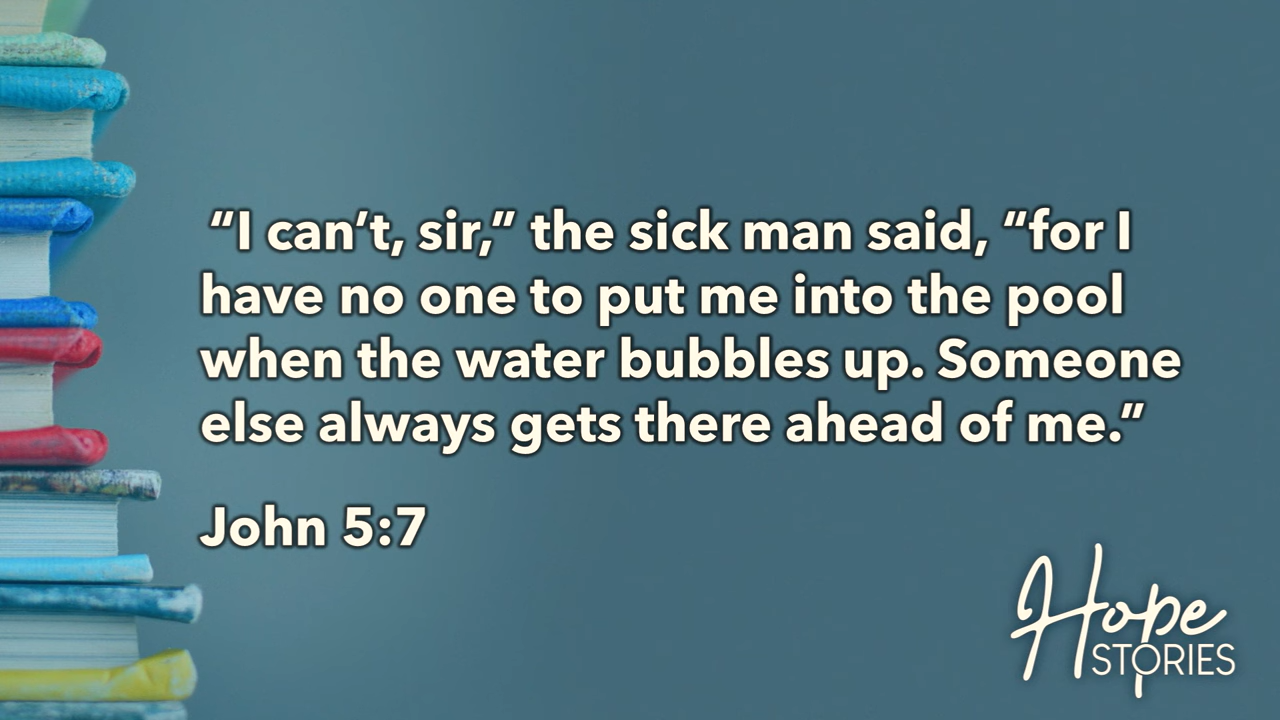 “I can’t, sir,” the sick man said, “for I
have no one to put me into the pool
when the water bubbles up. Someone
else always gets there ahead of me.”
John 5:7
Hope
STORIES